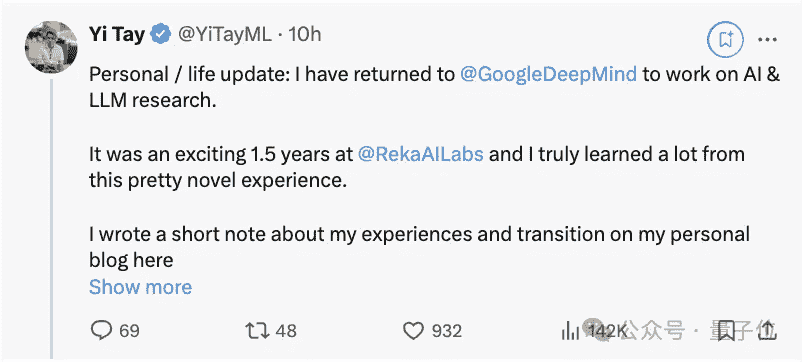 Yi Tay @YiTayML · 10h
Personal / life update: I have returned to @GoogleDeepMind to work on AI &
LLM research.
It was an exciting 1.5 years at @RekaAILabs and I truly learned a lot from
this pretty novel experience.
I wrote a short note about my experiences and transition on my personal
blog here
Show more
69 48 932 142K
公众号 · 量子位